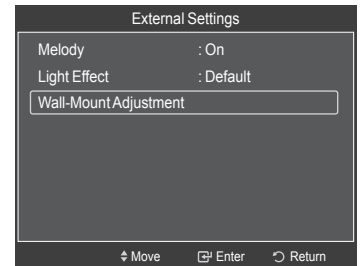 External Settings
Melody : On
Light Effect : Default
Wall-Mount Adjustment
Move Enter Return